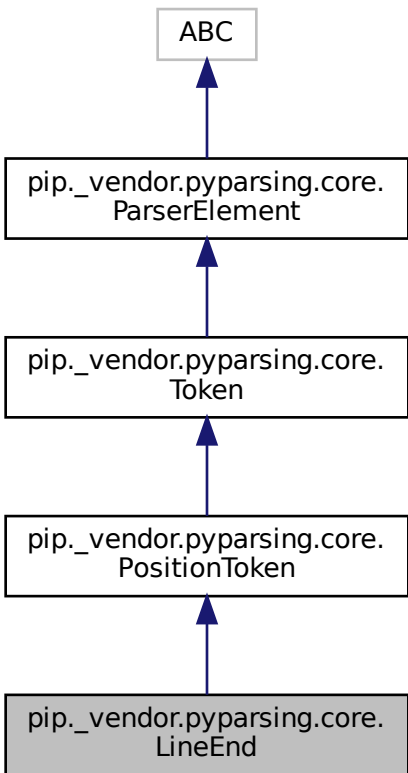 ABC
pip._vendor.pyparsing.core.
ParserElement
pip._vendor.pyparsing.core.
Token
pip._vendor.pyparsing.core.
PositionToken
pip._vendor.pyparsing.core.
LineEnd